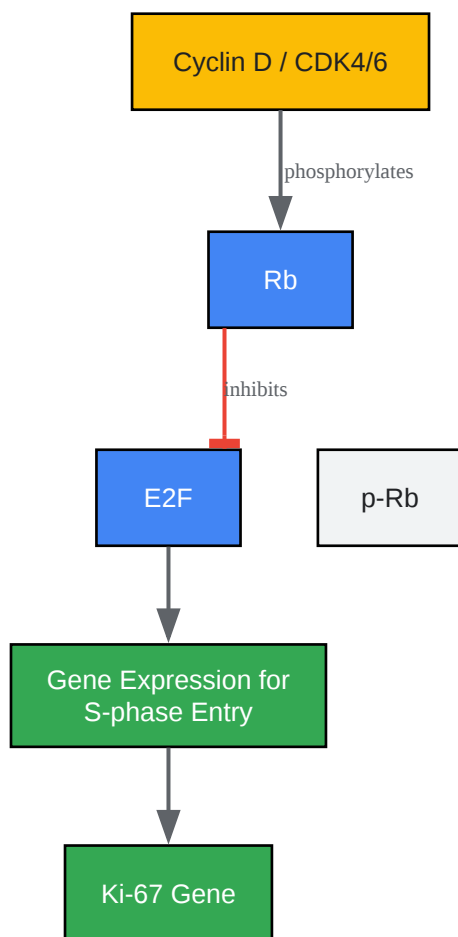 Cyclin D / CDK4/6
phosphorylates
Rb
inhibits
E2F
p-Rb
Gene Expression for
S-phase Entry
Ki-67 Gene